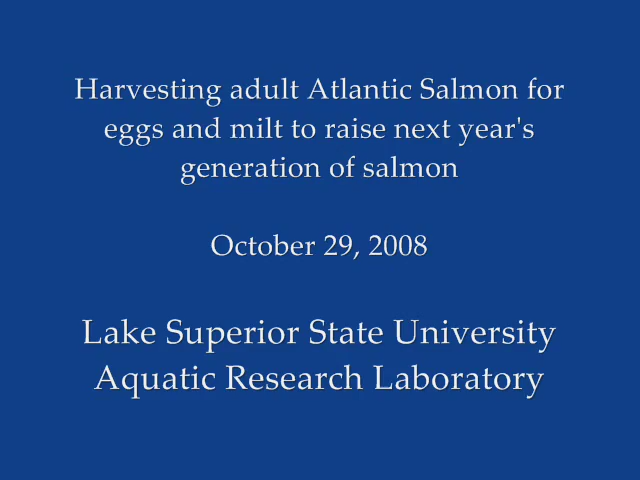 Harvesting adult Atlantic Salmon for
eggs and milt to raise next year's
generation of salmon
October 29, 2008
Lake Superior State University
Aquatic Research Laboratory